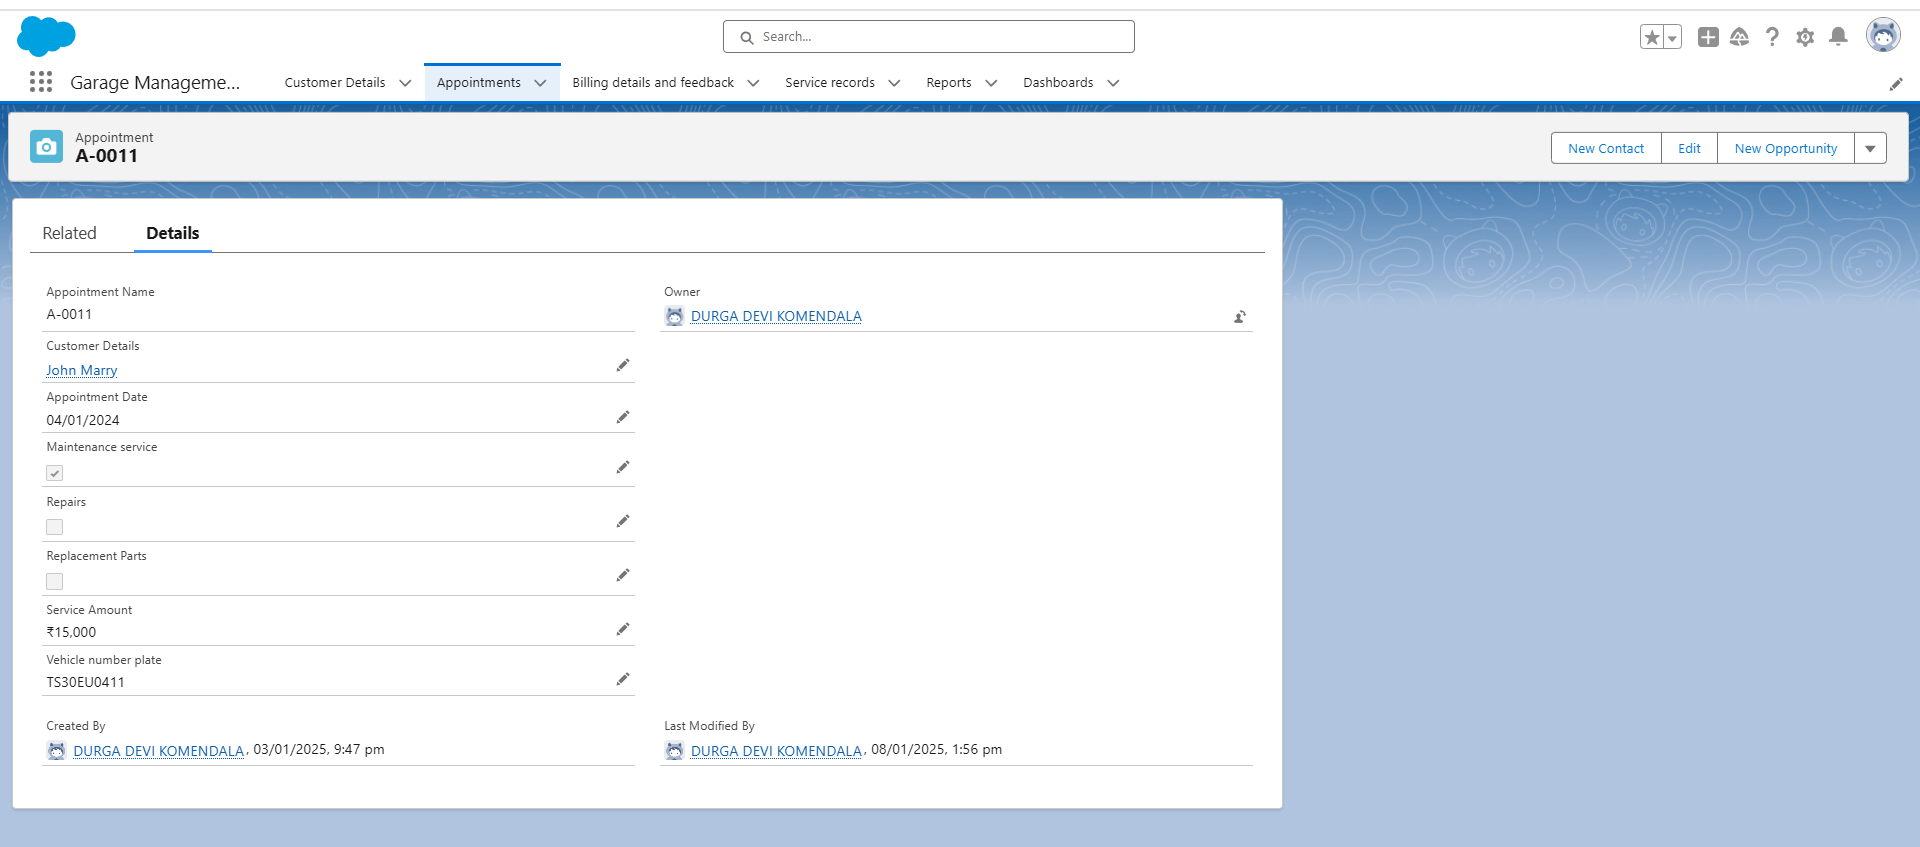 Search...
Garage Manageme...
Customer Details
Appointments
Billing details and feedback
Service records
Reports
Dashboards
Appointment
A-0011
New Contact
Edit
New Opportunity
Related
Details
Appointment Name
A-0011
Owner
DURGA DEVI KOMENDALA
Customer Details
John Marry
Appointment Date
04/01/2024
Maintenance service
Repairs
Replacement Parts
Service Amount
₹15,000
Vehicle number plate
TS30EU0411
Created By
DURGA DEVI KOMENDALA, 03/01/2025, 9:47 pm
Last Modified By
DURGA DEVI KOMENDALA, 08/01/2025, 1:56 pm